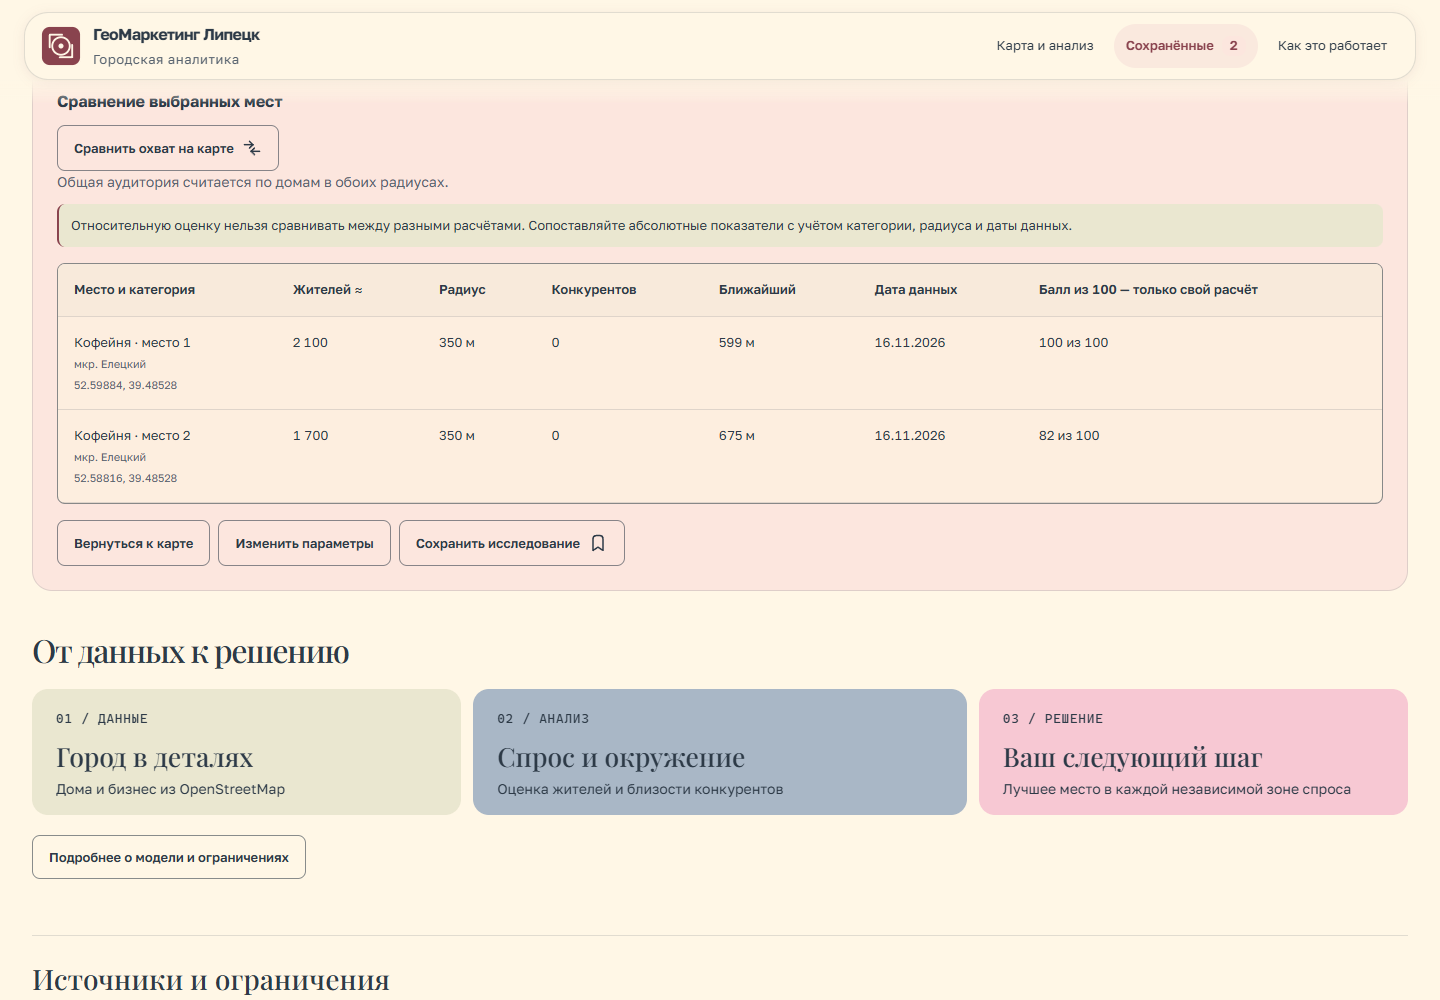 ГеоМаркетинг Липецк
Городская аналитика
Карта и анализ
Сохранённые 2
Как это работает
Сравнение выбранных мест
Сравнить охват на карте
Общая аудитория считается по домам в обоих радиусах.
Относительную оценку нельзя сравнивать между разными расчётами. Сопоставляйте абсолютные показатели с учётом категории, радиуса и даты данных.
Место и категория Жителей ≈ Радиус Конкурентов Ближайший Дата данных Балл из 100 — только свой расчёт
Кофейня · место 1 2 100 350 м 0 599 м 16.11.2026 100 из 100
мкр. Елецкий
52.59884, 39.48528
Кофейня · место 2 1 700 350 м 0 675 м 16.11.2026 82 из 100
мкр. Елецкий
52.58816, 39.48528
Вернуться к карте
Изменить параметры
Сохранить исследование
От данных к решению
01 / ДАННЫЕ
Город в деталях
Дома и бизнес из OpenStreetMap
02 / АНАЛИЗ
Спрос и окружение
Оценка жителей и близости конкурентов
03 / РЕШЕНИЕ
Ваш следующий шаг
Лучшее место в каждой независимой зоне спроса
Подробнее о модели и ограничениях
Источники и ограничения